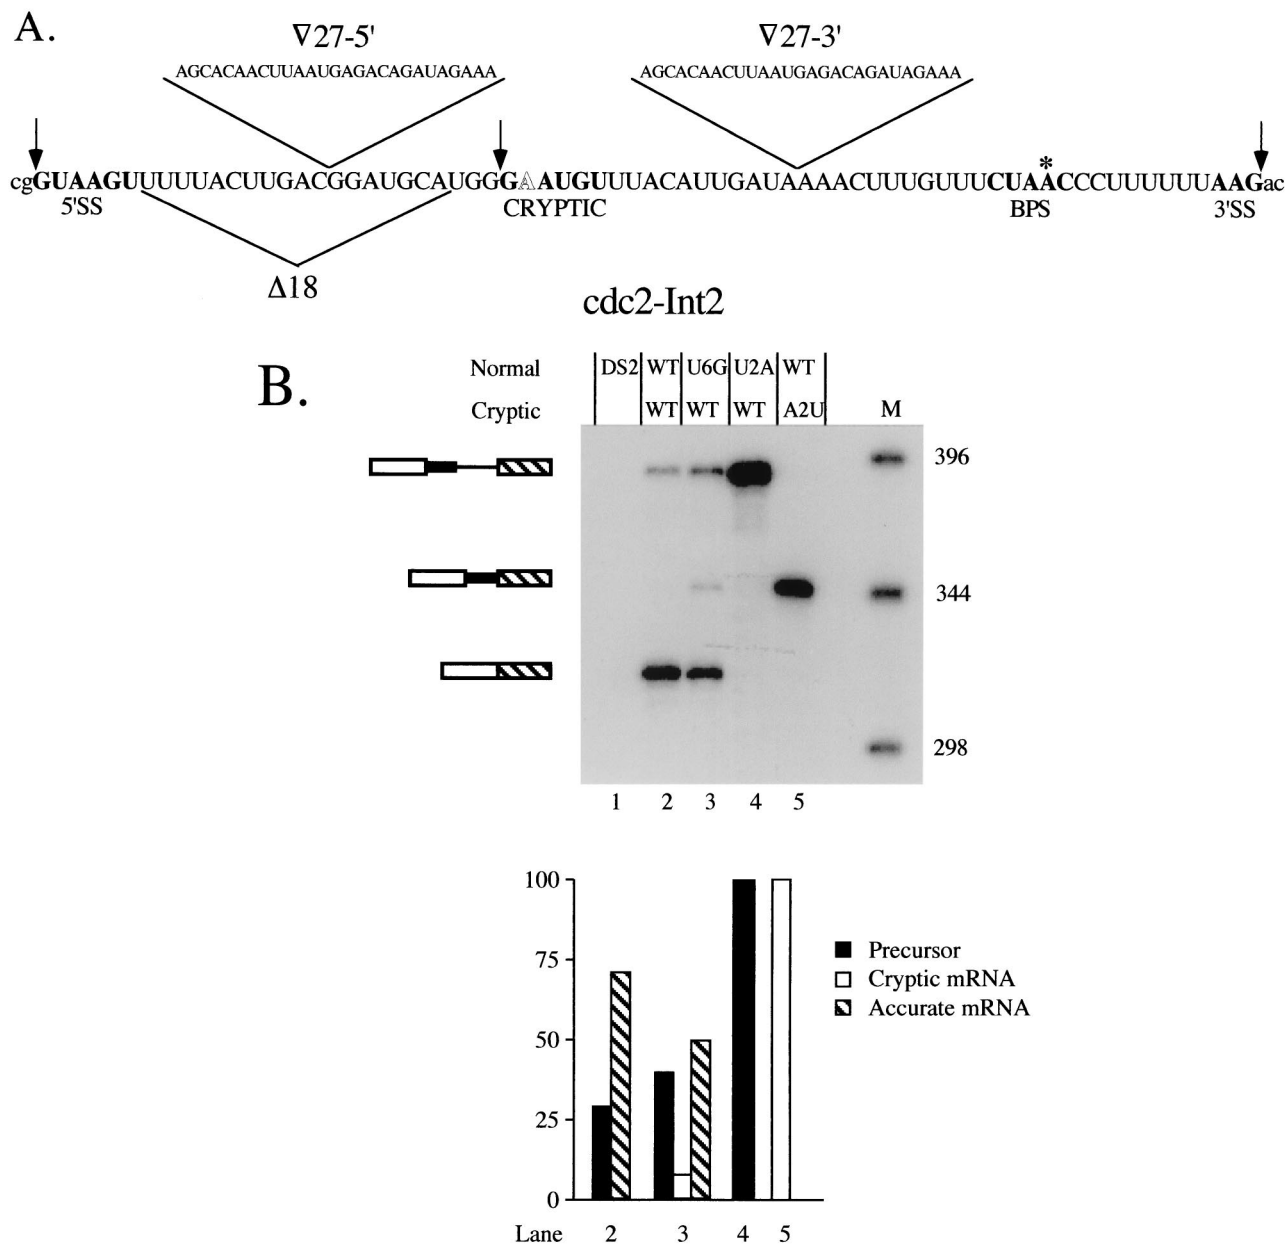 A.
∇27-5' ∇27-3'
AGCACAACUUAAUGAGACAGAUAGAAA AGCACAACUUAAUGAGACAGAUAGAAA
cgGUAAGUUUUUACUUGACGGAUGCAUGGGAAUGUUUACAUUGAUAAAACUUUGUUUCUAACCCUUUUUUAAGac
*
5'SS CRYPTIC BPS 3'SS
Δ18
cdc2-Int2
B.
Normal DS2 WT U6G U2A WT
Cryptic WT WT WT A2U M
396
344
298
1 2 3 4 5
100
75
50
25
0
Precursor
Cryptic mRNA
Accurate mRNA
Lane 2 3 4 5